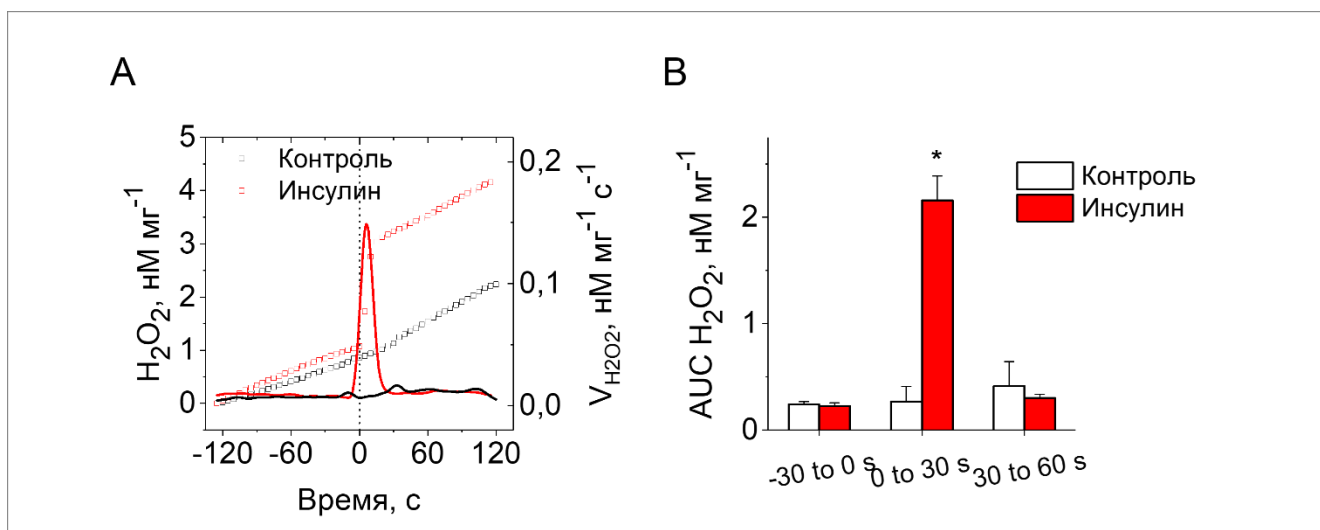 A
H₂O₂, нМ мг⁻¹
5
4
3
2
1
0
Контроль
Инсулин
0,2
0,1
0,0
V_H2O2, нМ мг⁻¹ с⁻¹
-120 -60 0 60 120
Время, с
B
AUC H₂O₂, нМ мг⁻¹
2
1
0
*
Контроль
Инсулин
-30 to 0 s 0 to 30 s 30 to 60 s